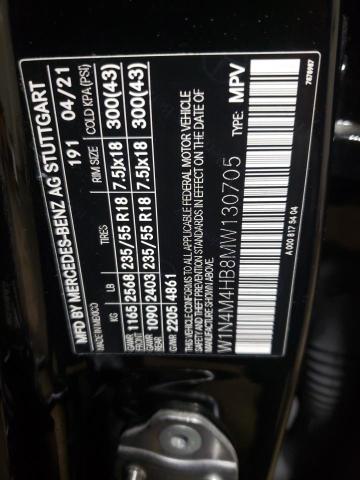 MFD BY MERCEDES-BENZ AG STUTTGART
MADE IN MEXICO 191 04/21
KG LB TIRES RIM SIZE COLD KPA(PSI)
GAWR FRONT 1165 2568 235/55 R18 7.5Jx18 300(43)
GAWR REAR 1090 2403 235/55 R18 7.5Jx18 300(43)
GVWR 2205 4861
THIS VEHICLE CONFORMS TO ALL APPLICABLE FEDERAL MOTOR VEHICLE
SAFETY AND THEFT PREVENTION STANDARDS IN EFFECT ON THE DATE OF
MANUFACTURE SHOWN ABOVE.
W1N4M4HB8MW130705 TYPE: MPV
A 000 817 54 04